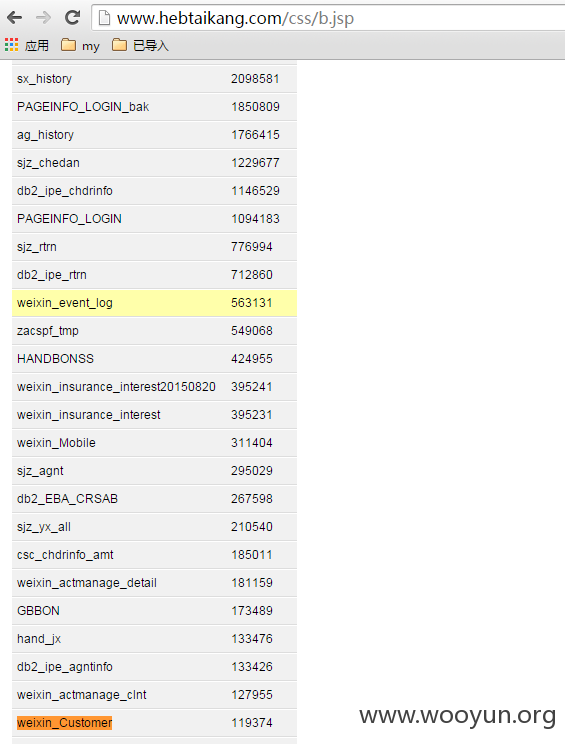 www.hebtaikang.com/css/b.jsp
应用 my 已导入
sx_history 2098581
PAGEINFO_LOGIN_bak 1850809
ag_history 1766415
sjz_chedan 1229677
db2_ipe_chdrinfo 1146529
PAGEINFO_LOGIN 1094183
sjz_rtrn 776994
db2_ipe_rtrn 712860
weixin_event_log 563131
zacspf_tmp 549068
HANDBONSS 424955
weixin_insurance_interest20150820 395241
weixin_insurance_interest 395231
weixin_Mobile 311404
sjz_agnt 295029
db2_EBA_CRSAB 267598
sjz_yx_all 210540
csc_chdrinfo_amt 185011
weixin_actmanage_detail 181159
GBBON 173489
hand_jx 133476
db2_ipe_agntinfo 133426
weixin_actmanage_clnt 127955
weixin_Customer 119374
www.wooyun.org